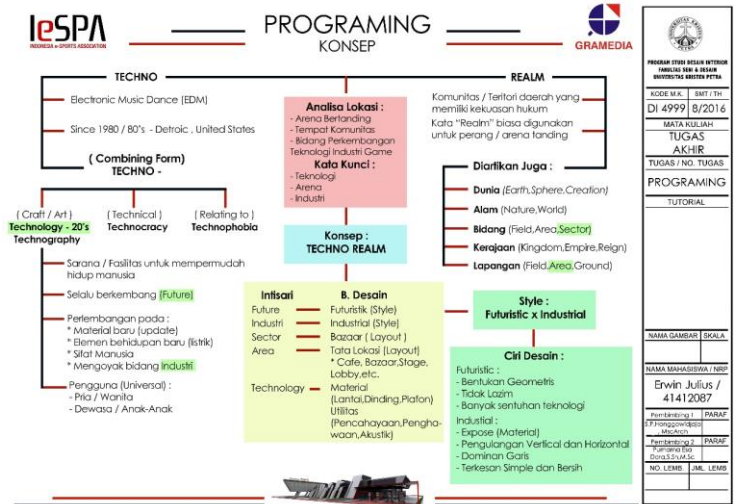 IeSPA
INDONESIA e-SPORTS ASSOCIATION
PROGRAMING
KONSEP
GRAMEDIA
TECHNO
Electronic Music Dance (EDM)
Since 1980 / 80's - Detroic , United States
( Combining Form)
TECHNO -
( Craft / Art )
Technology - 20's
Technography
( Technical )
Technocracy
( Relating to )
Technophobia
Sarana / Fasilitas untuk mempermudah
hidup manusia
Selalu berkembang (Future)
Perlembangan pada :
* Material baru (update)
* Elemen behidupan baru (listrik)
* Sifat Manusia
* Mengoyak bidang Industri
Pengguna (Universal) :
- Pria / Wanita
- Dewasa / Anak-Anak
Analisa Lokasi :
- Arena Bertanding
- Tempat Komunitas
- Bidang Perkembangan
Teknologi Industri Game
Kata Kunci :
- Teknologi
- Arena
- Industri
Konsep :
TECHNO REALM
Intisari B. Desain
Future Futuristik (Style)
Industri Industrial (Style)
Sector Bazaar ( Layout )
Area Tata Lokasi (Layout)
* Cafe, Bazaar,Stage,
Lobby,etc.
Technology Material
(Lantai,Dinding,Plafon)
Utilitas
(Pencahayaan,Pengha-
waan,Akustik)
REALM
Komunitas / Teritori daerah yang
memiliki kekuasan hukum
Kata "Realm" biasa digunakan
untuk perang / arena tanding
Diartikan Juga :
Dunia (Earth,Sphere,Creation)
Alam (Nature,World)
Bidang (Field,Area,Sector)
Kerajaan (Kingdom,Empire,Reign)
Lapangan (Field,Area,Ground)
Style :
Futuristic x Industrial
Ciri Desain :
Futuristic :
- Bentukan Geometris
- Tidak Lazim
- Banyak sentuhan teknologi
Industial :
- Expose (Material)
- Pengulangan Vertical dan Horizontal
- Dominan Garis
- Terkesan Simple dan Bersih
PROGRAM STUDI DESAIN INTERIOR
FAKULTAS SENI & DESAIN
UNIVERSITAS KRISTEN PETRA
KODE M.K. SMT / TH
DI 4999 8/2016
MATA KULIAH
TUGAS
AKHIR
TUGAS / NO. TUGAS
PROGRAMING
TUTORIAL
NAMA GAMBAR SKALA
NAMA MAHASISWA / NRP
Erwin Julius /
41412087
Pembimbing 1 PARAF
S.P.Honggowidjaja
, MscArch
Pembimbing 2 PARAF
Purnama Esa
Dora,S.Sn,M.Sc
NO. LEMB. JML. LEMB